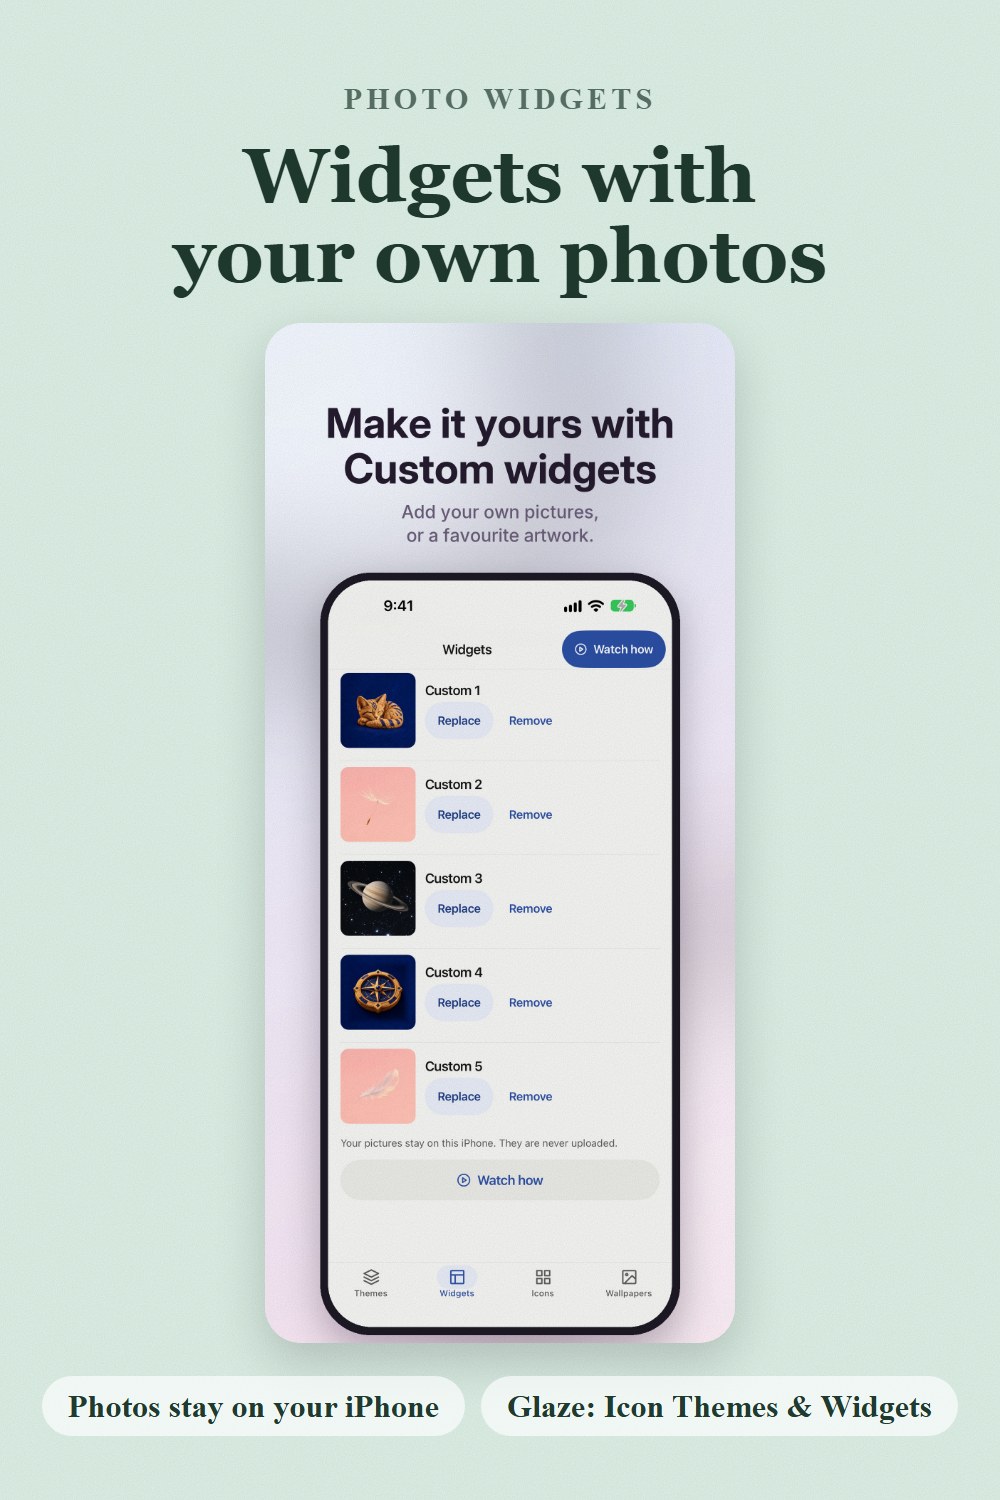 PHOTO WIDGETS
Widgets with
your own photos
Make it yours with
Custom widgets
Add your own pictures,
or a favourite artwork.
9:41
Widgets
Watch how
Custom 1
Replace Remove
Custom 2
Replace Remove
Custom 3
Replace Remove
Custom 4
Replace Remove
Custom 5
Replace Remove
Your pictures stay on this iPhone. They are never uploaded.
Watch how
Themes Widgets Icons Wallpapers
Photos stay on your iPhone
Glaze: Icon Themes & Widgets